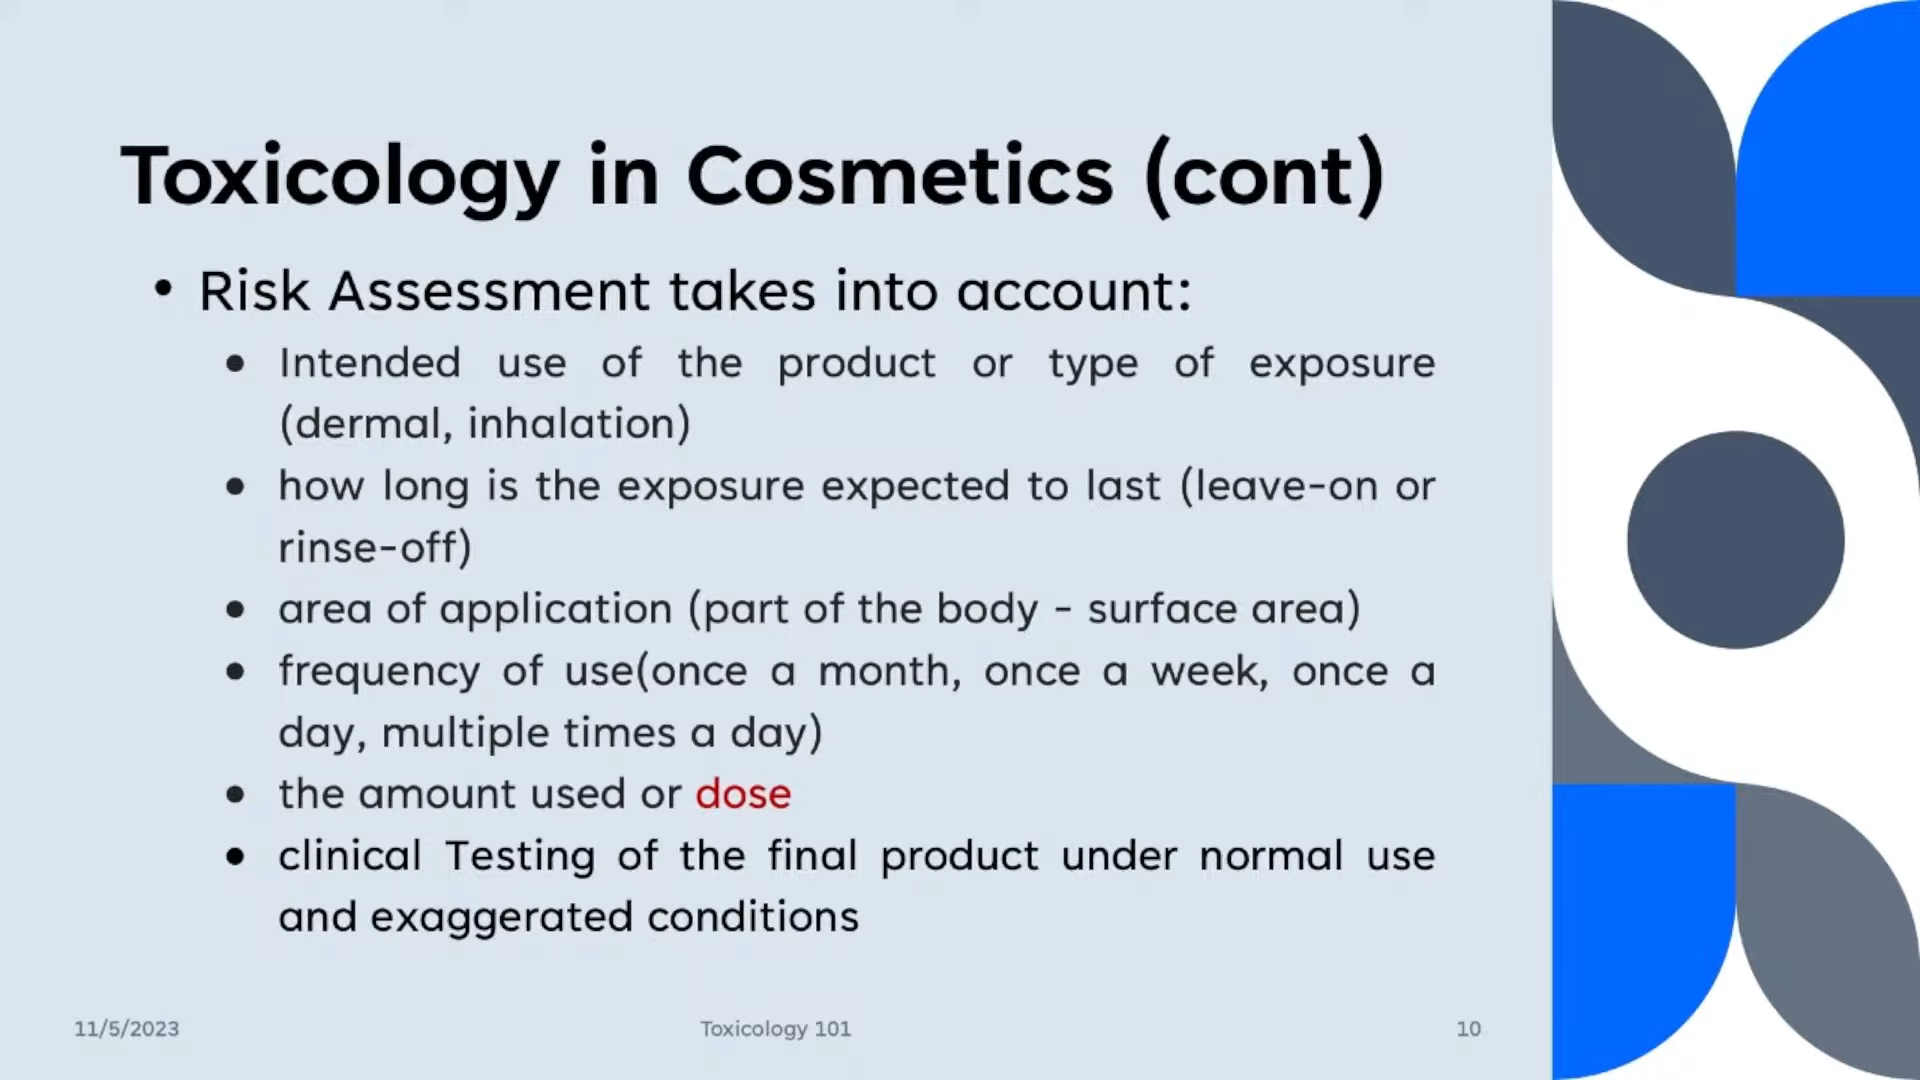 Toxicology in Cosmetics (cont)
• Risk Assessment takes into account:
• Intended use of the product or type of exposure
(dermal, inhalation)
• how long is the exposure expected to last (leave-on or
rinse-off)
• area of application (part of the body - surface area)
• frequency of use(once a month, once a week, once a
day, multiple times a day)
• the amount used or dose
• clinical Testing of the final product under normal use
and exaggerated conditions
11/5/2023
Toxicology 101
10